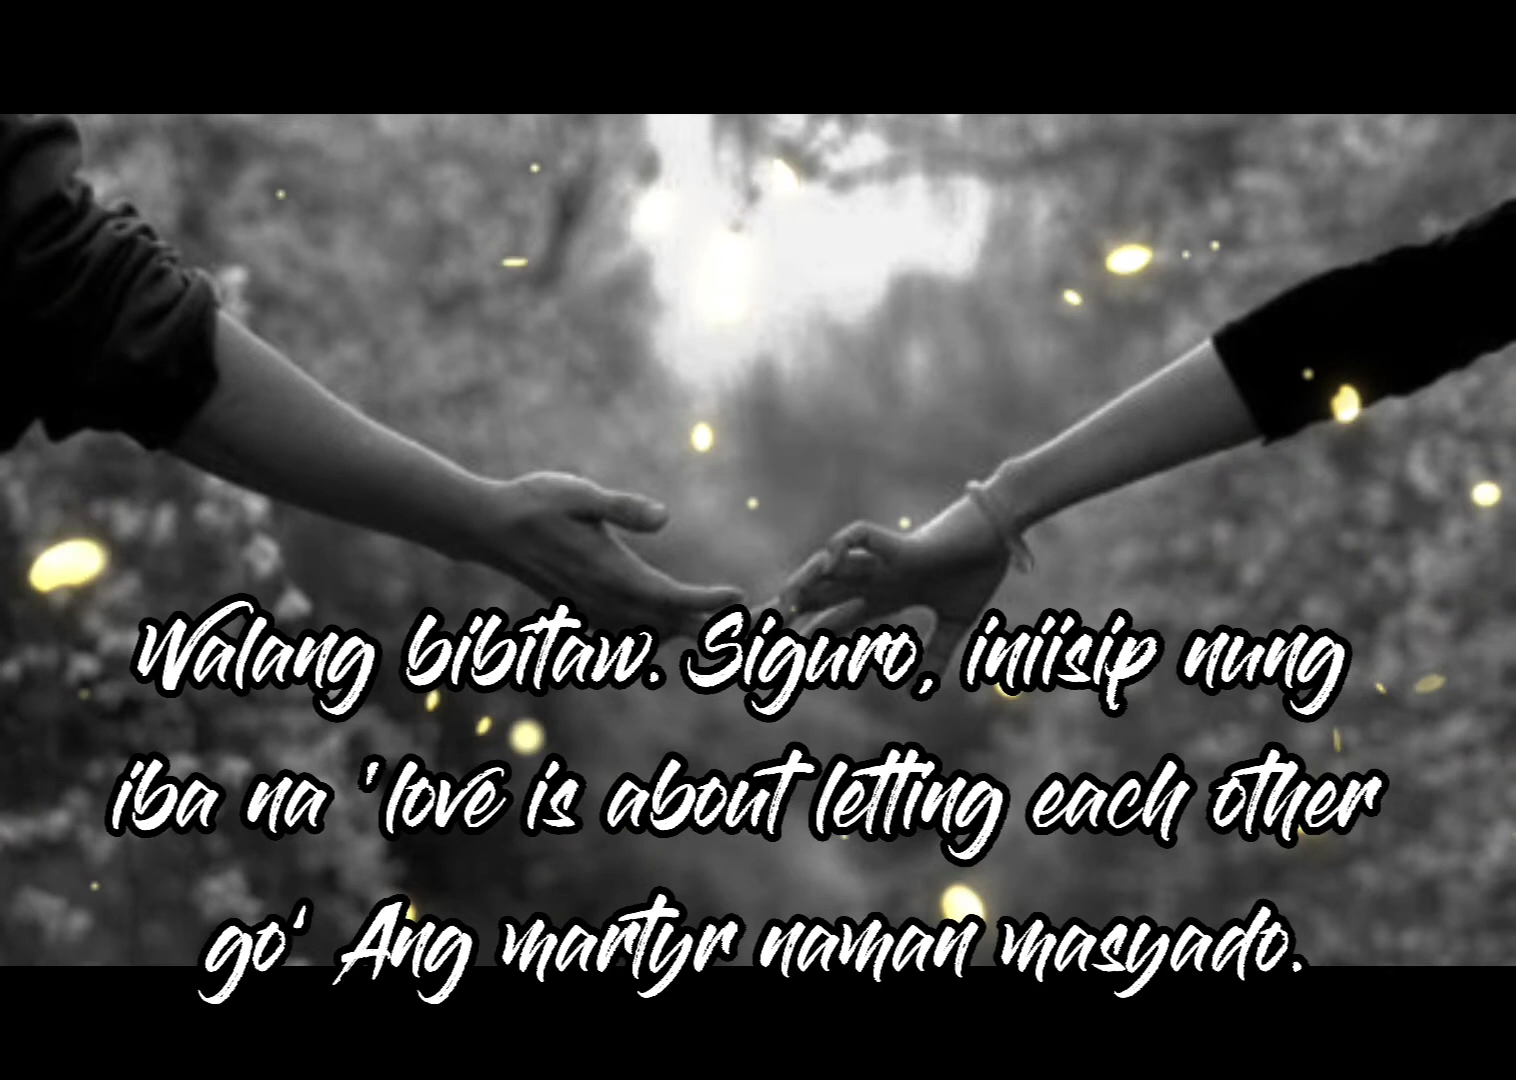 Walang bibitaw. Siguro, iniisip nung
iba na 'love is about letting each other
go' Ang martyr naman masyado.